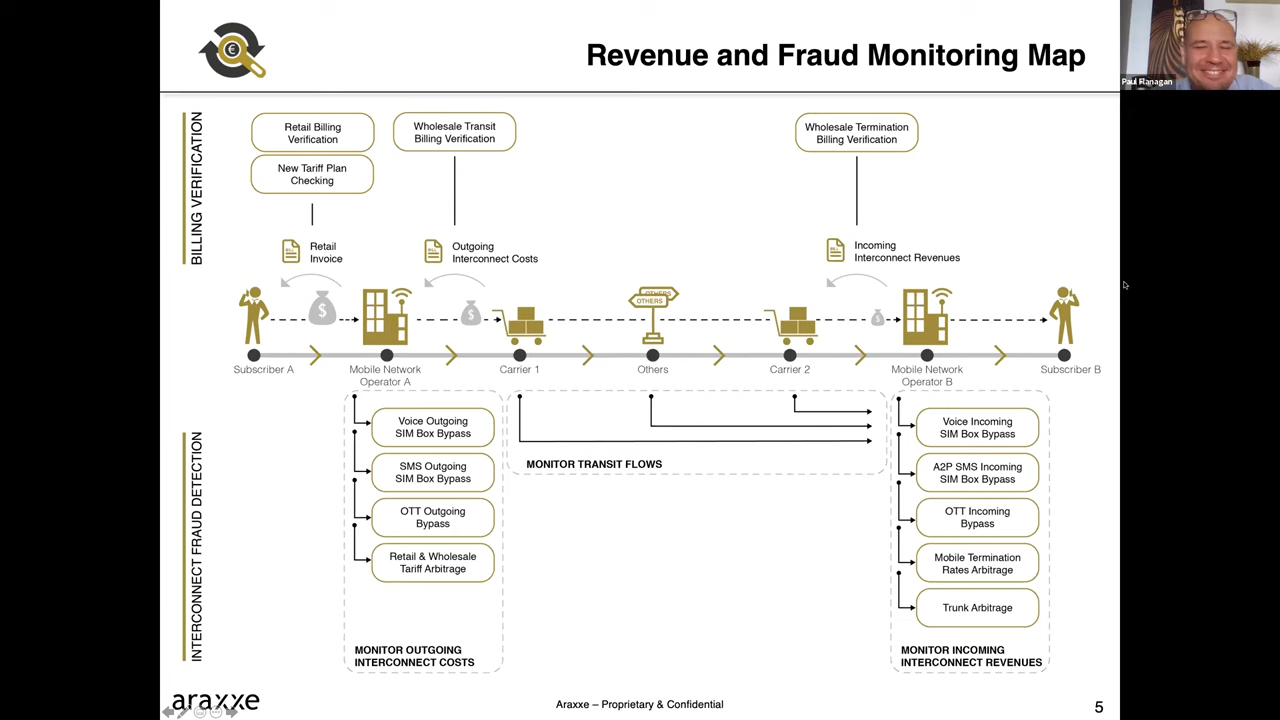 Revenue and Fraud Monitoring Map
Paul Flanagan
BILLING VERIFICATION
Retail Billing
Verification
New Tariff Plan
Checking
Wholesale Transit
Billing Verification
Wholesale Termination
Billing Verification
BILL
Retail
Invoice
BILL
Outgoing
Interconnect Costs
BILL
Incoming
Interconnect Revenues
$
$
OTHERS
OTHERS
$
Subscriber A
Mobile Network
Operator A
Carrier 1
Others
Carrier 2
Mobile Network
Operator B
Subscriber B
INTERCONNECT FRAUD DETECTION
Voice Outgoing
SIM Box Bypass
SMS Outgoing
SIM Box Bypass
OTT Outgoing
Bypass
Retail & Wholesale
Tariff Arbitrage
MONITOR OUTGOING
INTERCONNECT COSTS
MONITOR TRANSIT FLOWS
Voice Incoming
SIM Box Bypass
A2P SMS Incoming
SIM Box Bypass
OTT Incoming
Bypass
Mobile Termination
Rates Arbitrage
Trunk Arbitrage
MONITOR INCOMING
INTERCONNECT REVENUES
araxxe
Araxxe – Proprietary & Confidential
5